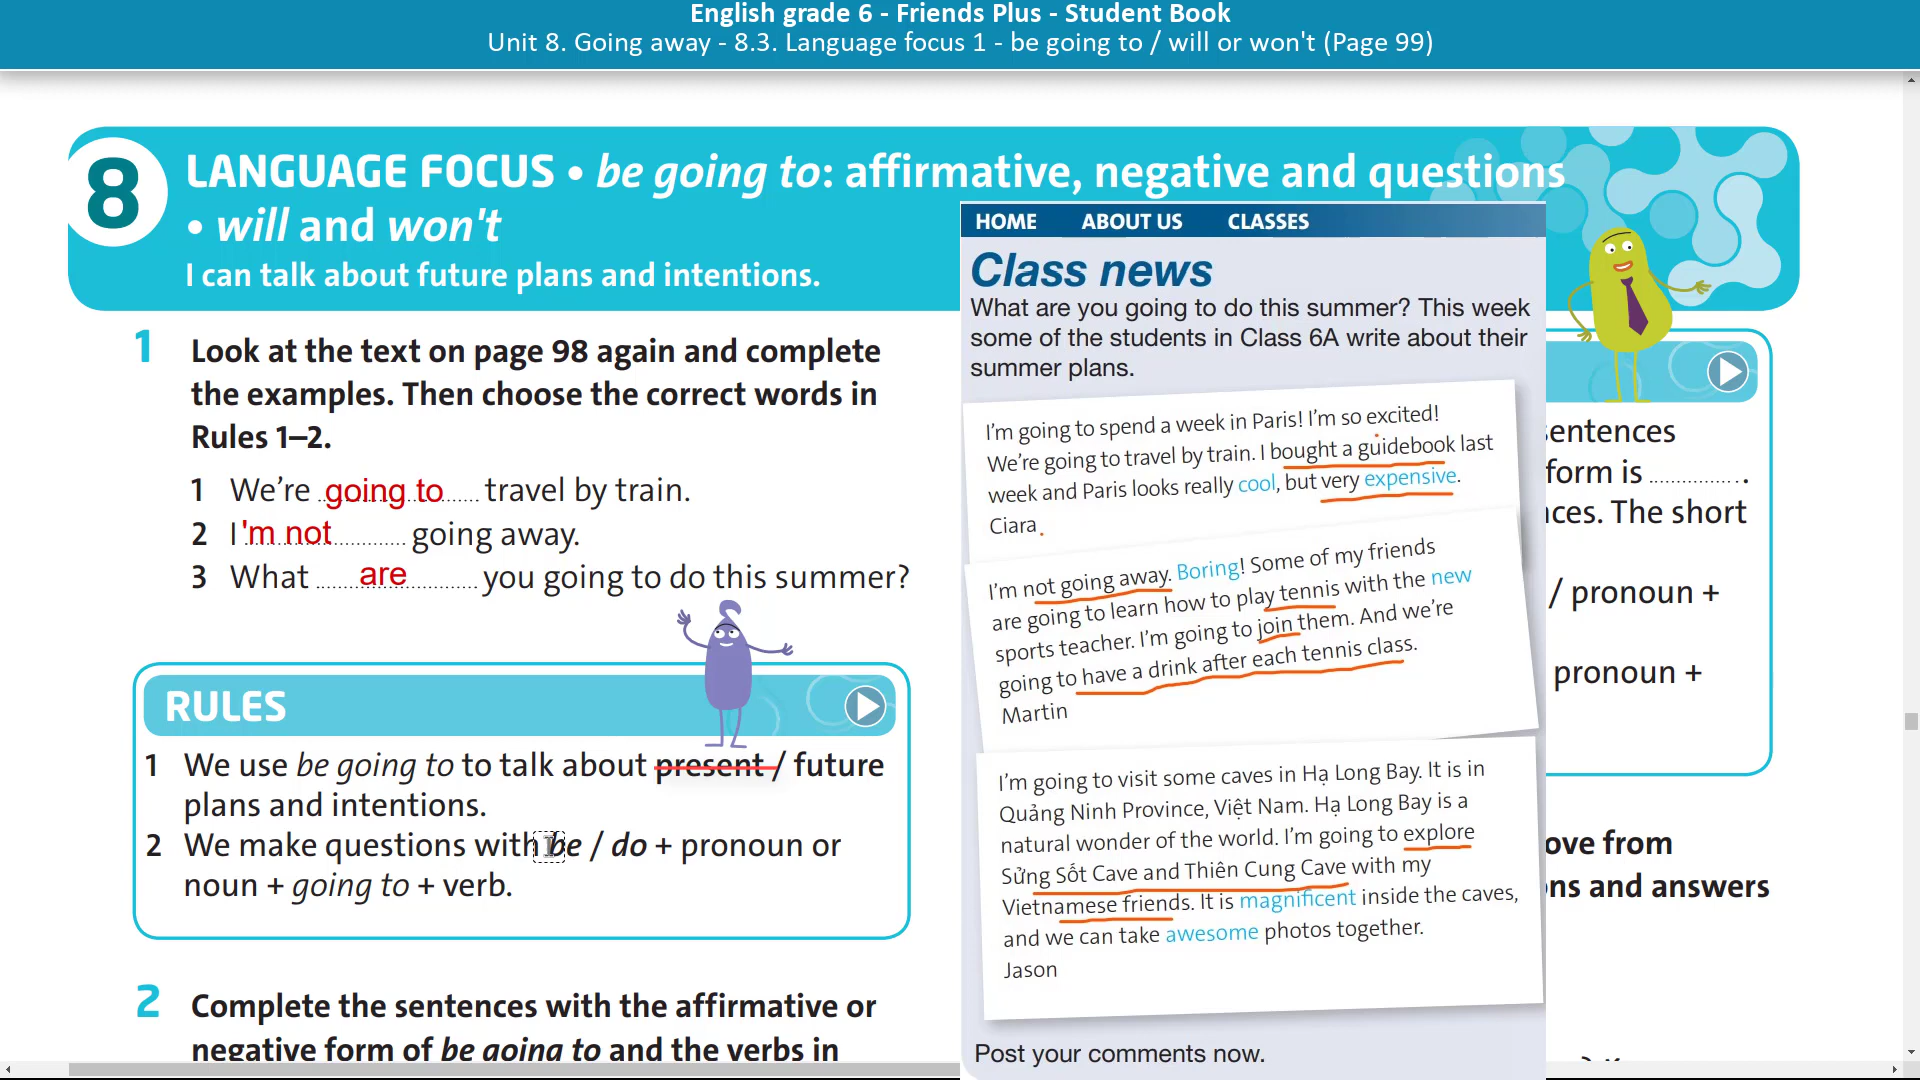 English grade 6 - Friends Plus - Student Book
Unit 8. Going away - 8.3. Language focus 1 - be going to / will or won't (Page 99)
8
LANGUAGE FOCUS • be going to: affirmative, negative and questions
• will and won't
I can talk about future plans and intentions.
1 Look at the text on page 98 again and complete
the examples. Then choose the correct words in
Rules 1–2.
1 We're going to travel by train.
2 I 'm not going away.
3 What are you going to do this summer?
RULES
1 We use be going to to talk about present / future
plans and intentions.
2 We make questions with be / do + pronoun or
noun + going to + verb.
2 Complete the sentences with the affirmative or
negative form of be going to and the verbs in
HOME ABOUT US CLASSES
Class news
What are you going to do this summer? This week
some of the students in Class 6A write about their
summer plans.
I'm going to spend a week in Paris! I'm so excited!
We're going to travel by train. I bought a guidebook last
week and Paris looks really cool, but very expensive.
Ciara
I'm not going away. Boring! Some of my friends
are going to learn how to play tennis with the new
sports teacher. I'm going to join them. And we're
going to have a drink after each tennis class.
Martin
I'm going to visit some caves in Hạ Long Bay. It is in
Quảng Ninh Province, Việt Nam. Hạ Long Bay is a
natural wonder of the world. I'm going to explore
Sửng Sốt Cave and Thiên Cung Cave with my
Vietnamese friends. It is magnificent inside the caves,
and we can take awesome photos together.
Jason
Post your comments now.
sentences
form is ................
nces. The short
/ pronoun +
pronoun +
ove from
ns and answers